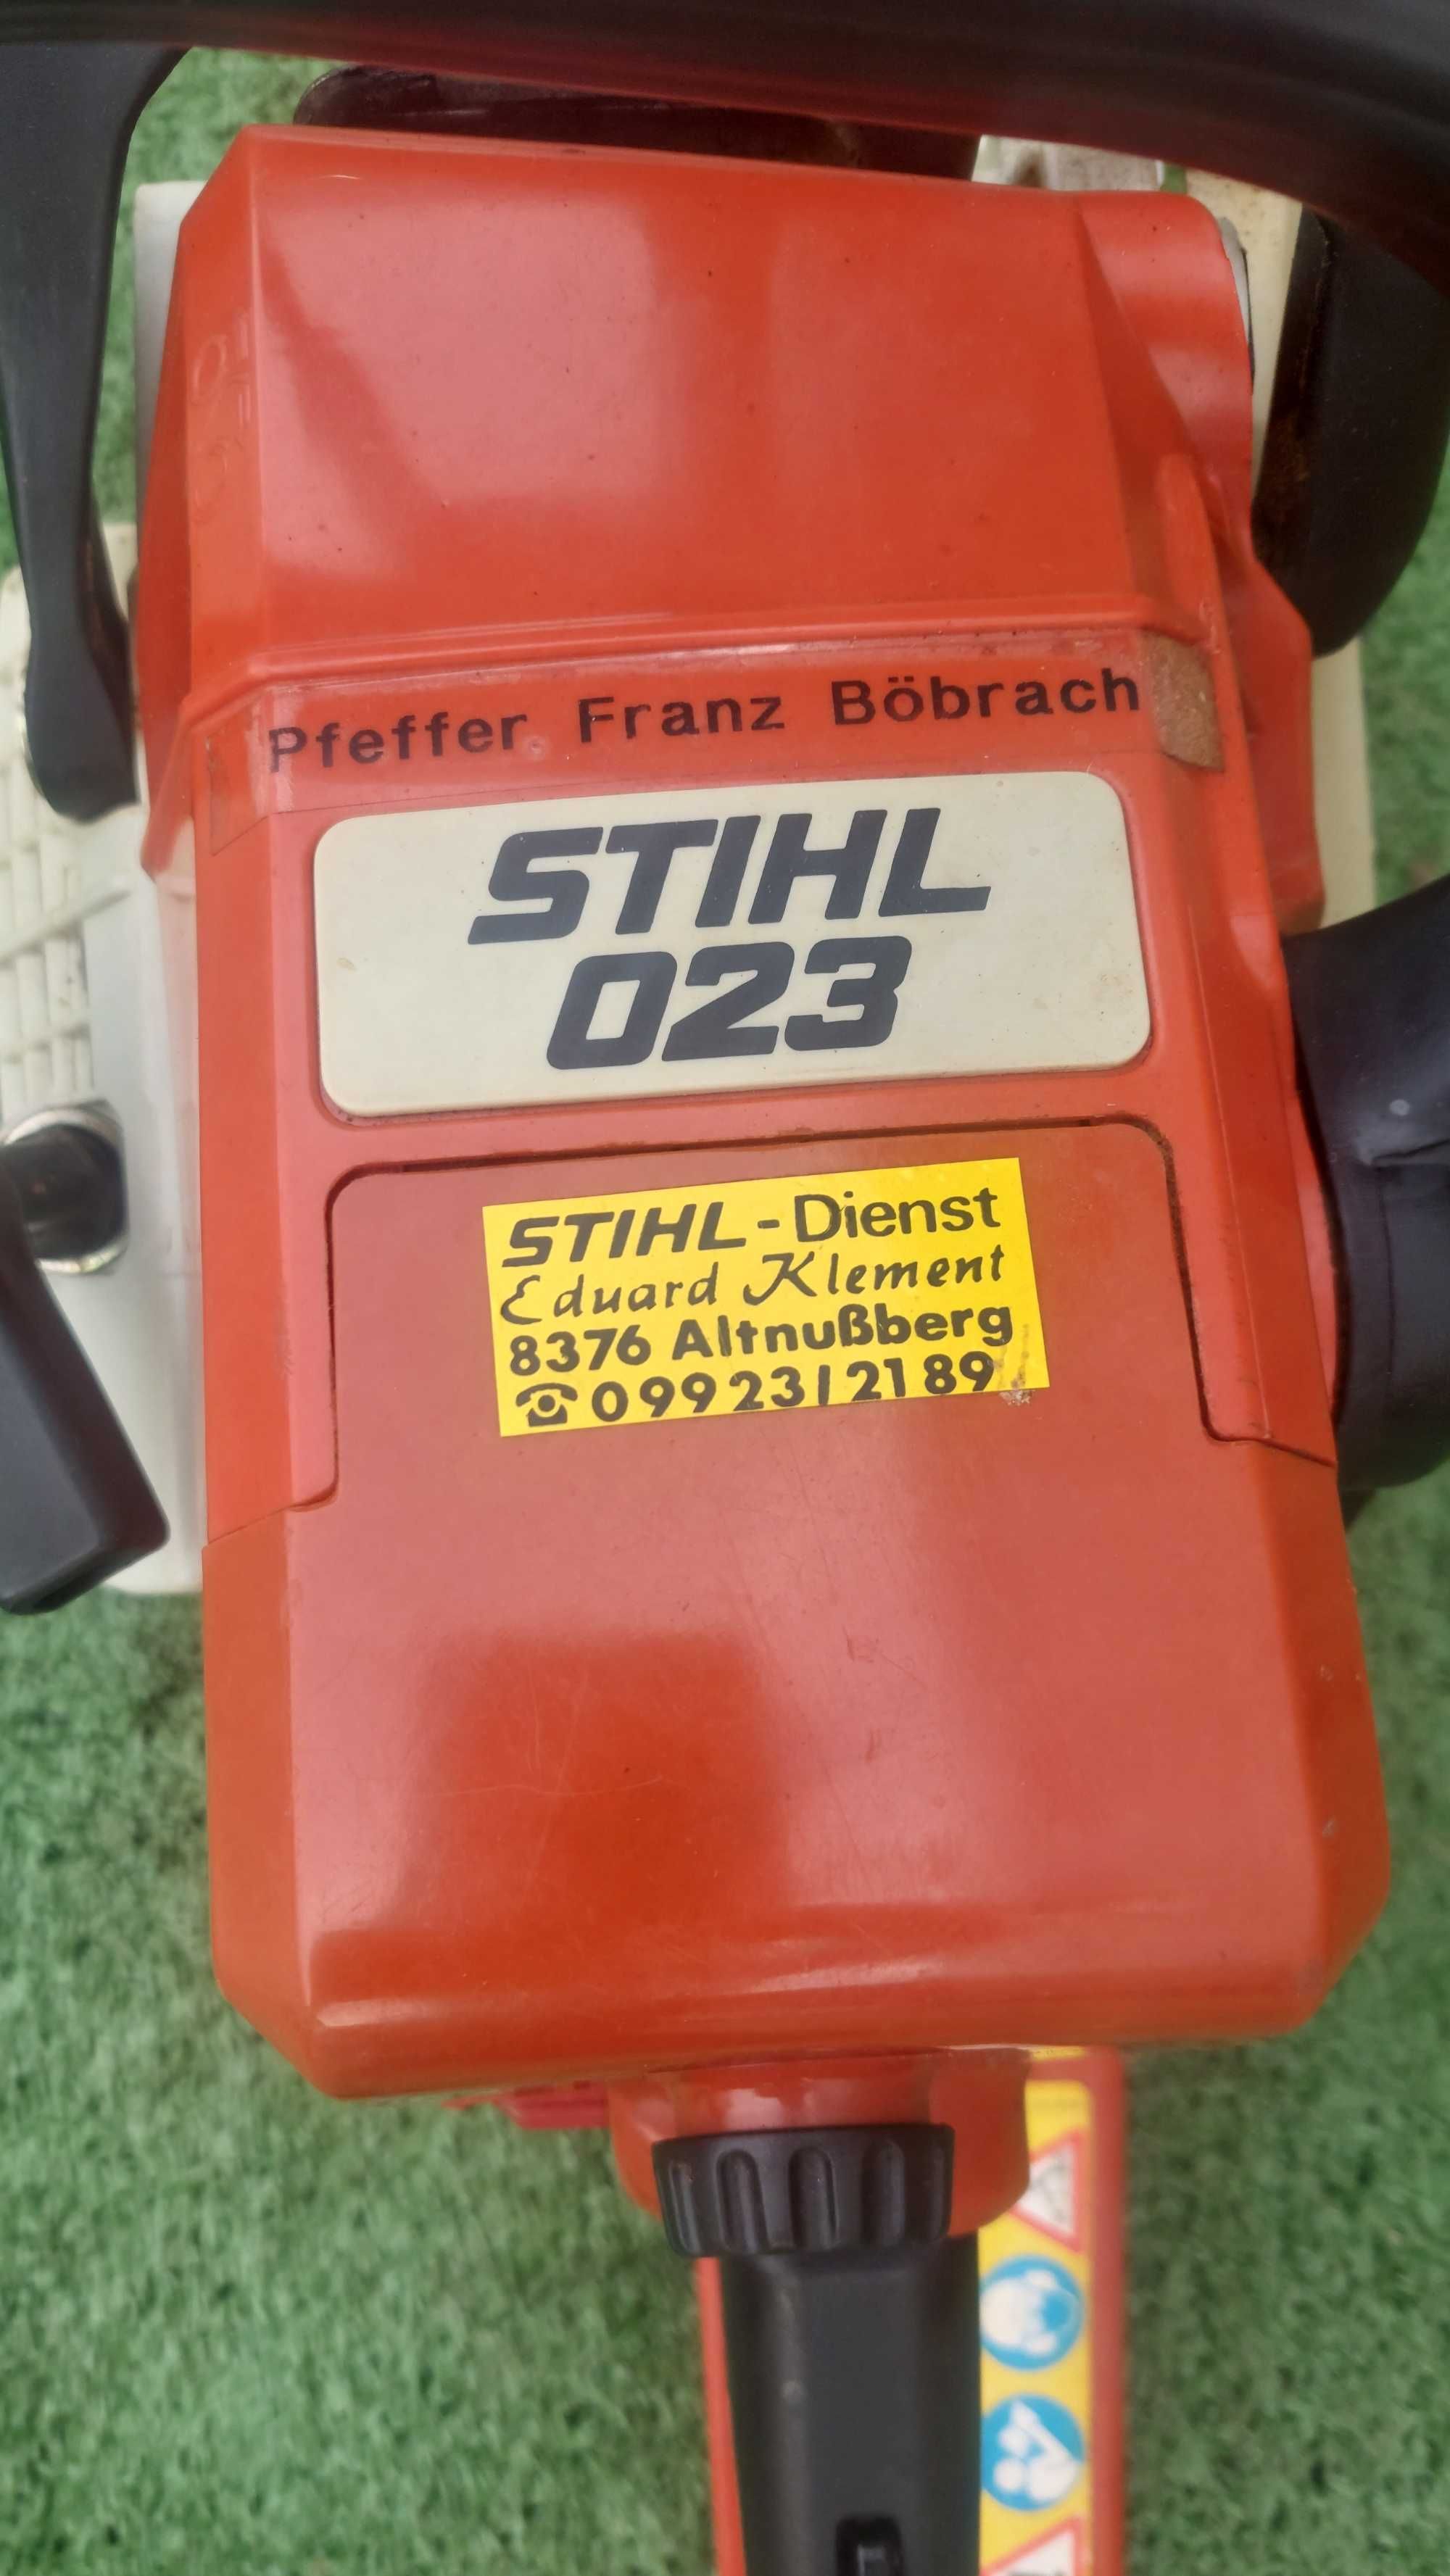 Pfeffer Franz Böbrach
STIHL
023
STIHL-Dienst
Eduard Klement
8376 Altnußberg
☎09923/2189